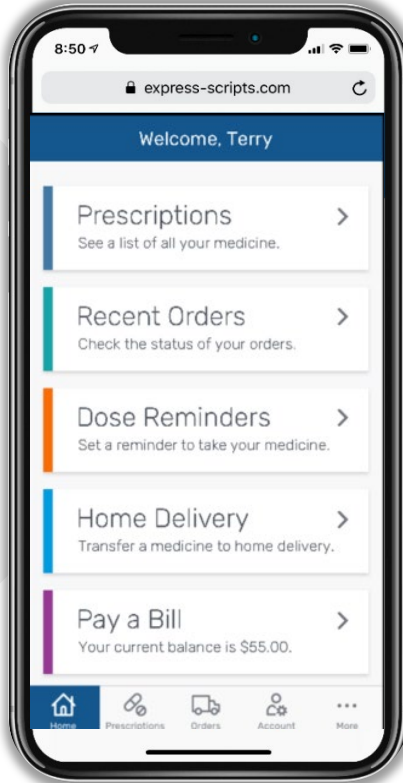 8:50
express-scripts.com
Welcome, Terry
Prescriptions
See a list of all your medicine.
Recent Orders
Check the status of your orders.
Dose Reminders
Set a reminder to take your medicine.
Home Delivery
Transfer a medicine to home delivery.
Pay a Bill
Your current balance is $55.00.
Home Prescriptions Orders Account More